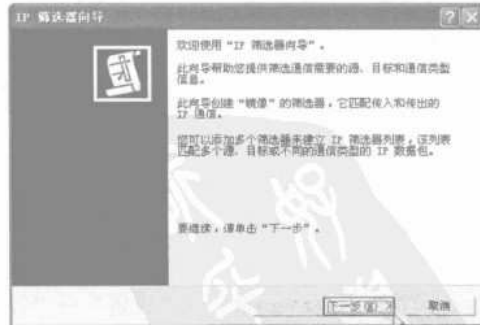 IP 筛选器向导
欢迎使用“IP 筛选器向导”。
此向导帮助您提供筛选通信需要的源、目标和通信类型
信息。
此向导创建“镜像”的筛选器，它匹配传入和传出的
IP 通信。
您可以添加多个筛选器来建立 IP 筛选器列表，该列表
匹配多个源、目标或不同的通信类型的 IP 数据包。
要继续，请单击“下一步”。
下一步(N) >
取消